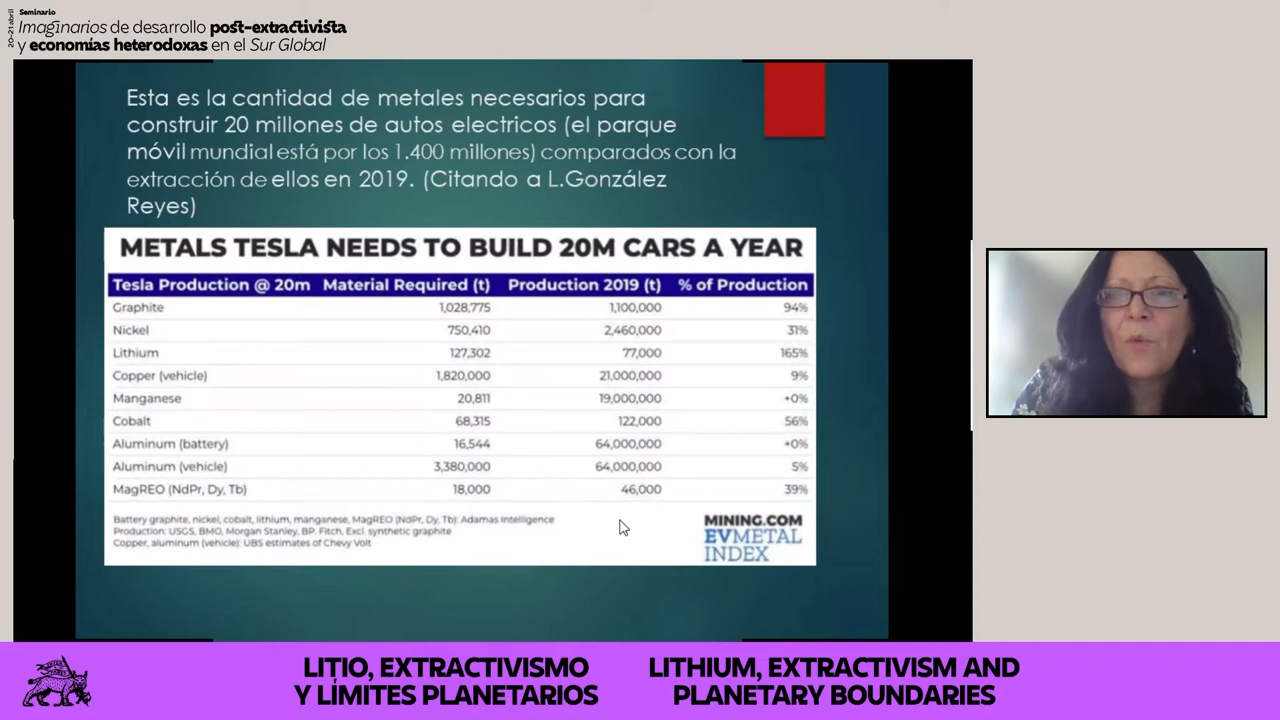 20-21 abril
Seminario
Imaginarios de desarrollo post-extractivista
y economías heterodoxas en el Sur Global
Esta es la cantidad de metales necesarios para
construir 20 millones de autos electricos (el parque
móvil mundial está por los 1.400 millones) comparados con la
extracción de ellos en 2019. (Citando a L.González
Reyes)
METALS TESLA NEEDS TO BUILD 20M CARS A YEAR
Tesla Production @ 20m Material Required (t) Production 2019 (t) % of Production
Graphite 1,028,775 1,100,000 94%
Nickel 750,410 2,460,000 31%
Lithium 127,302 77,000 165%
Copper (vehicle) 1,820,000 21,000,000 9%
Manganese 20,811 19,000,000 +0%
Cobalt 68,315 122,000 56%
Aluminum (battery) 16,544 64,000,000 +0%
Aluminum (vehicle) 3,380,000 64,000,000 5%
MagREO (NdPr, Dy, Tb) 18,000 46,000 39%
Battery graphite, nickel, cobalt, lithium, manganese, MagREO (NdPr, Dy, Tb): Adamas Intelligence
Production: USGS, BMO, Morgan Stanley, BP. Fitch, Excl. synthetic graphite
Copper, aluminum (vehicle): UBS estimates of Chevy Volt
MINING.COM
EVMETAL
INDEX
LITIO, EXTRACTIVISMO
Y LÍMITES PLANETARIOS
LITHIUM, EXTRACTIVISM AND
PLANETARY BOUNDARIES